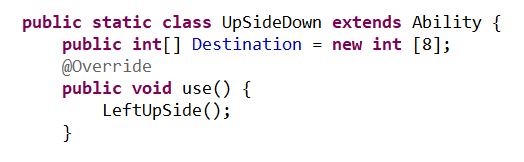 public static class UpSideDown extends Ability {
public int[] Destination = new int [8];
@Override
public void use() {
LeftUpSide();
}